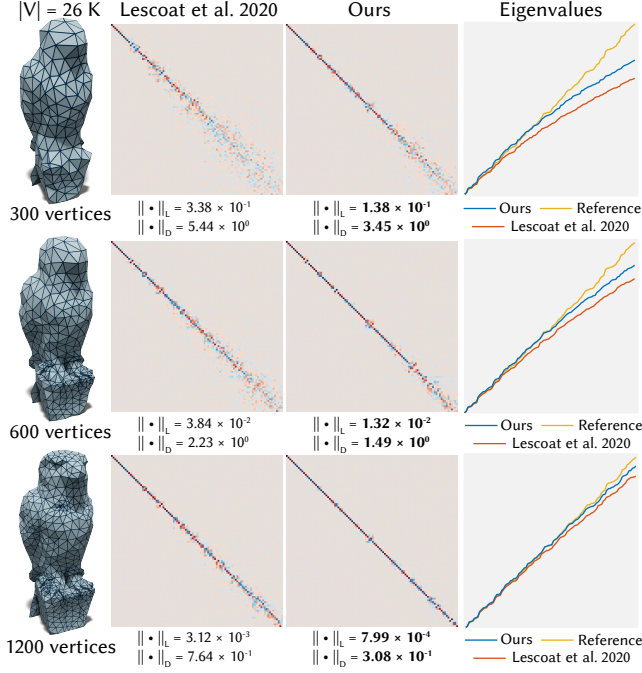 |V| = 26 K Lescoat et al. 2020 Ours Eigenvalues
300 vertices
|| • ||L = 3.38 × 10⁻¹
|| • ||D = 5.44 × 10⁰
|| • ||L = 1.38 × 10⁻¹
|| • ||D = 3.45 × 10⁰
Ours Reference
Lescoat et al. 2020
600 vertices
|| • ||L = 3.84 × 10⁻²
|| • ||D = 2.23 × 10⁰
|| • ||L = 1.32 × 10⁻²
|| • ||D = 1.49 × 10⁰
Ours Reference
Lescoat et al. 2020
1200 vertices
|| • ||L = 3.12 × 10⁻³
|| • ||D = 7.64 × 10⁻¹
|| • ||L = 7.99 × 10⁻⁴
|| • ||D = 3.08 × 10⁻¹
Ours Reference
Lescoat et al. 2020